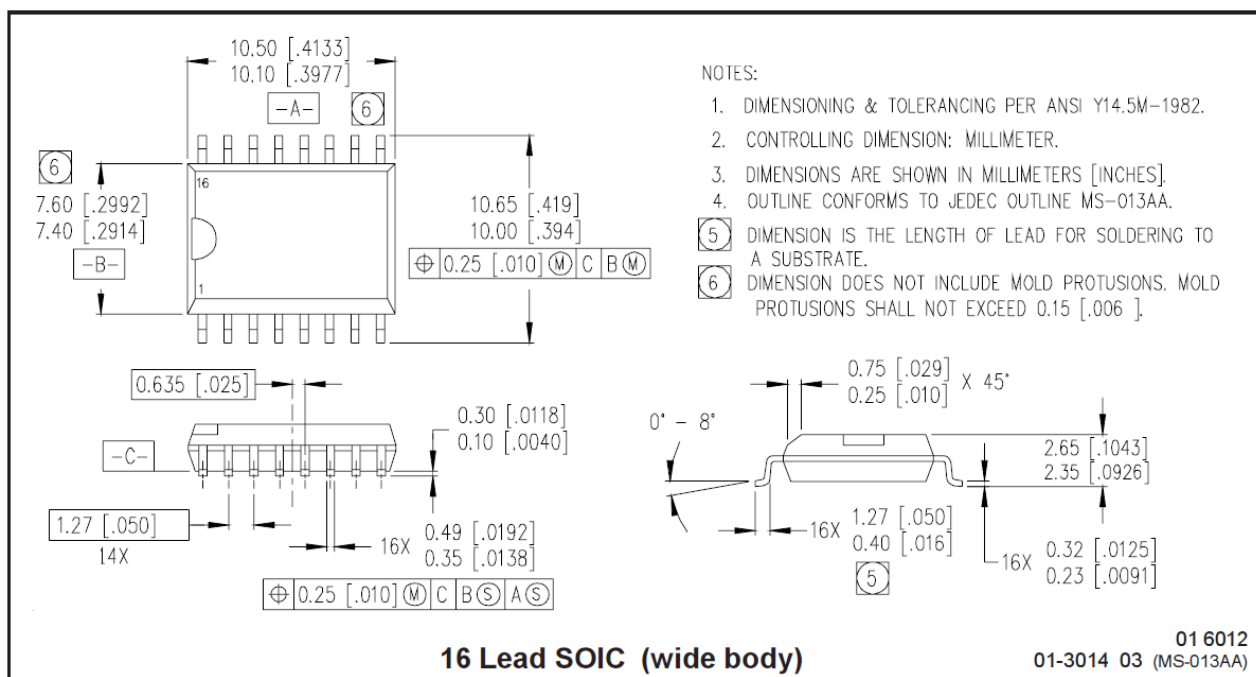 10.50 [.4133]
10.10 [.3977]
-A-
6
6
7.60 [.2992]
7.40 [.2914]
-B-
16
1
10.65 [.419]
10.00 [.394]
⌖ 0.25 [.010] Ⓜ C B Ⓜ
NOTES:
1. DIMENSIONING & TOLERANCING PER ANSI Y14.5M-1982.
2. CONTROLLING DIMENSION: MILLIMETER.
3. DIMENSIONS ARE SHOWN IN MILLIMETERS [INCHES].
4. OUTLINE CONFORMS TO JEDEC OUTLINE MS-013AA.
5 DIMENSION IS THE LENGTH OF LEAD FOR SOLDERING TO
A SUBSTRATE.
6 DIMENSION DOES NOT INCLUDE MOLD PROTUSIONS. MOLD
PROTUSIONS SHALL NOT EXCEED 0.15 [.006 ].
0.635 [.025]
-C-
0.30 [.0118]
0.10 [.0040]
1.27 [.050]
14X
16X 0.49 [.0192]
0.35 [.0138]
⌖ 0.25 [.010] Ⓜ C B Ⓢ A Ⓢ
0.75 [.029]
0.25 [.010]
X 45°
0° - 8°
2.65 [.1043]
2.35 [.0926]
16X 1.27 [.050]
0.40 [.016]
5
16X 0.32 [.0125]
0.23 [.0091]
16 Lead SOIC (wide body)
01 6012
01-3014 03 (MS-013AA)